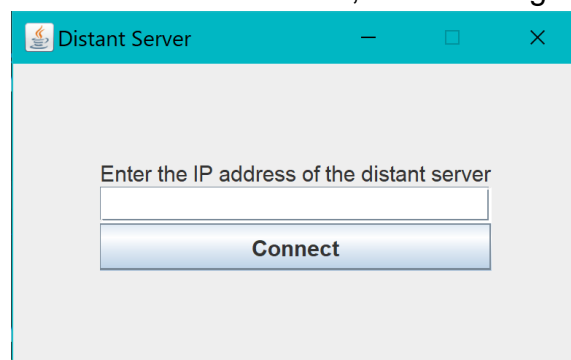 Distant Server
Enter the IP address of the distant server
Connect